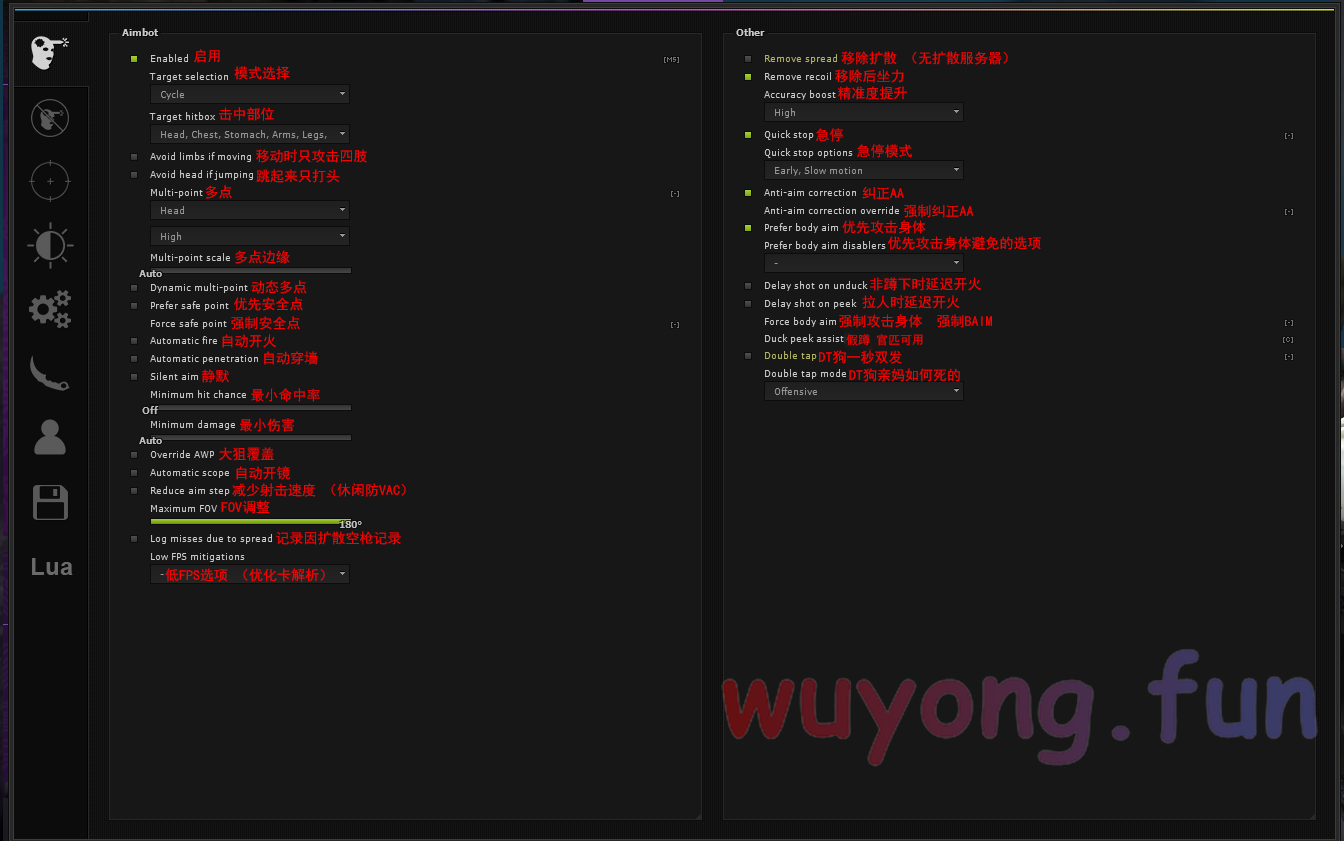 Aimbot
Enabled 启用 [M5]
Target selection 模式选择
Cycle
Target hitbox 击中部位
Head, Chest, Stomach, Arms, Legs,
Avoid limbs if moving 移动时只攻击四肢
Avoid head if jumping 跳起来只打头
Multi-point 多点 [-]
Head
High
Multi-point scale 多点边缘
Auto
Dynamic multi-point 动态多点
Prefer safe point 优先安全点
Force safe point 强制安全点 [-]
Automatic fire 自动开火
Automatic penetration 自动穿墙
Silent aim 静默
Minimum hit chance 最小命中率
Off
Minimum damage 最小伤害
Auto
Override AWP 大狙覆盖
Automatic scope 自动开镜
Reduce aim step 减少射击速度 （休闲防VAC）
Maximum FOV FOV调整
180°
Log misses due to spread 记录因扩散空枪记录
Low FPS mitigations
-低FPS选项 （优化卡解析）
Other
Remove spread 移除扩散 （无扩散服务器）
Remove recoil 移除后坐力
Accuracy boost 精准度提升
High
Quick stop 急停 [-]
Quick stop options 急停模式
Early, Slow motion
Anti-aim correction 纠正AA
Anti-aim correction override 强制纠正AA [-]
Prefer body aim 优先攻击身体
Prefer body aim disablers 优先攻击身体避免的选项
-
Delay shot on unduck 非蹲下时延迟开火
Delay shot on peek 拉人时延迟开火
Force body aim 强制攻击身体 强制BAIM [-]
Duck peek assist 假蹲 官匹可用 [C]
Double tap DT狗一秒双发 [-]
Double tap mode DT狗亲妈如何死的
Offensive
Lua
wuyong.fun